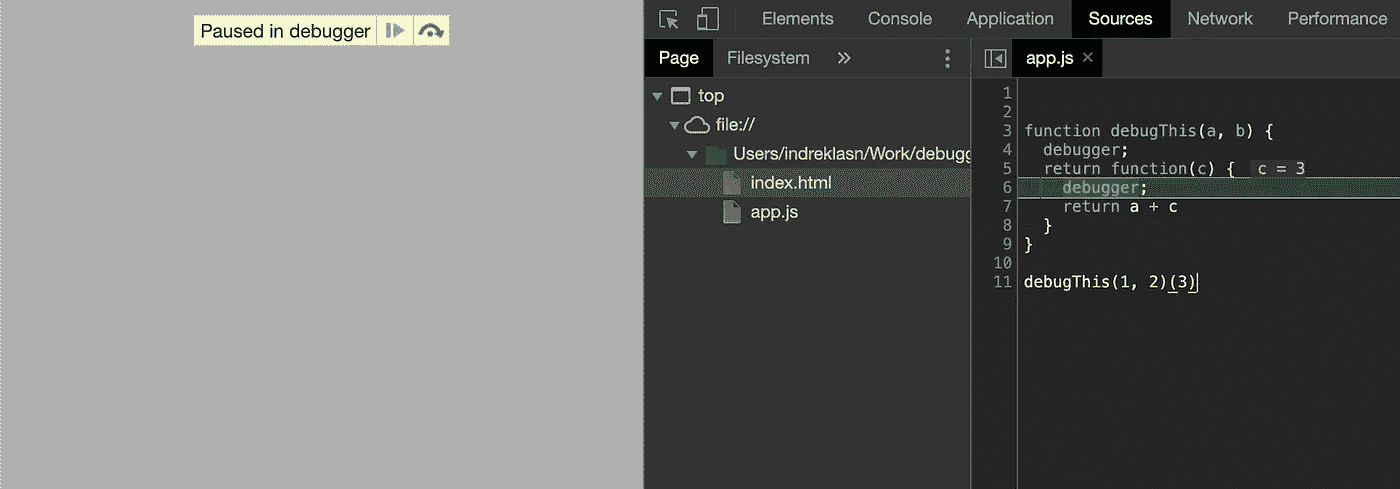 Paused in debugger
Elements Console Application Sources Network Performance
Page Filesystem »
app.js ×
top
file://
Users/indreklasn/Work/debugg
index.html
app.js
1
2
3 function debugThis(a, b) {
4 debugger;
5 return function(c) { c = 3
6 debugger;
7 return a + c
8 }
9 }
10
11 debugThis(1, 2)(3)